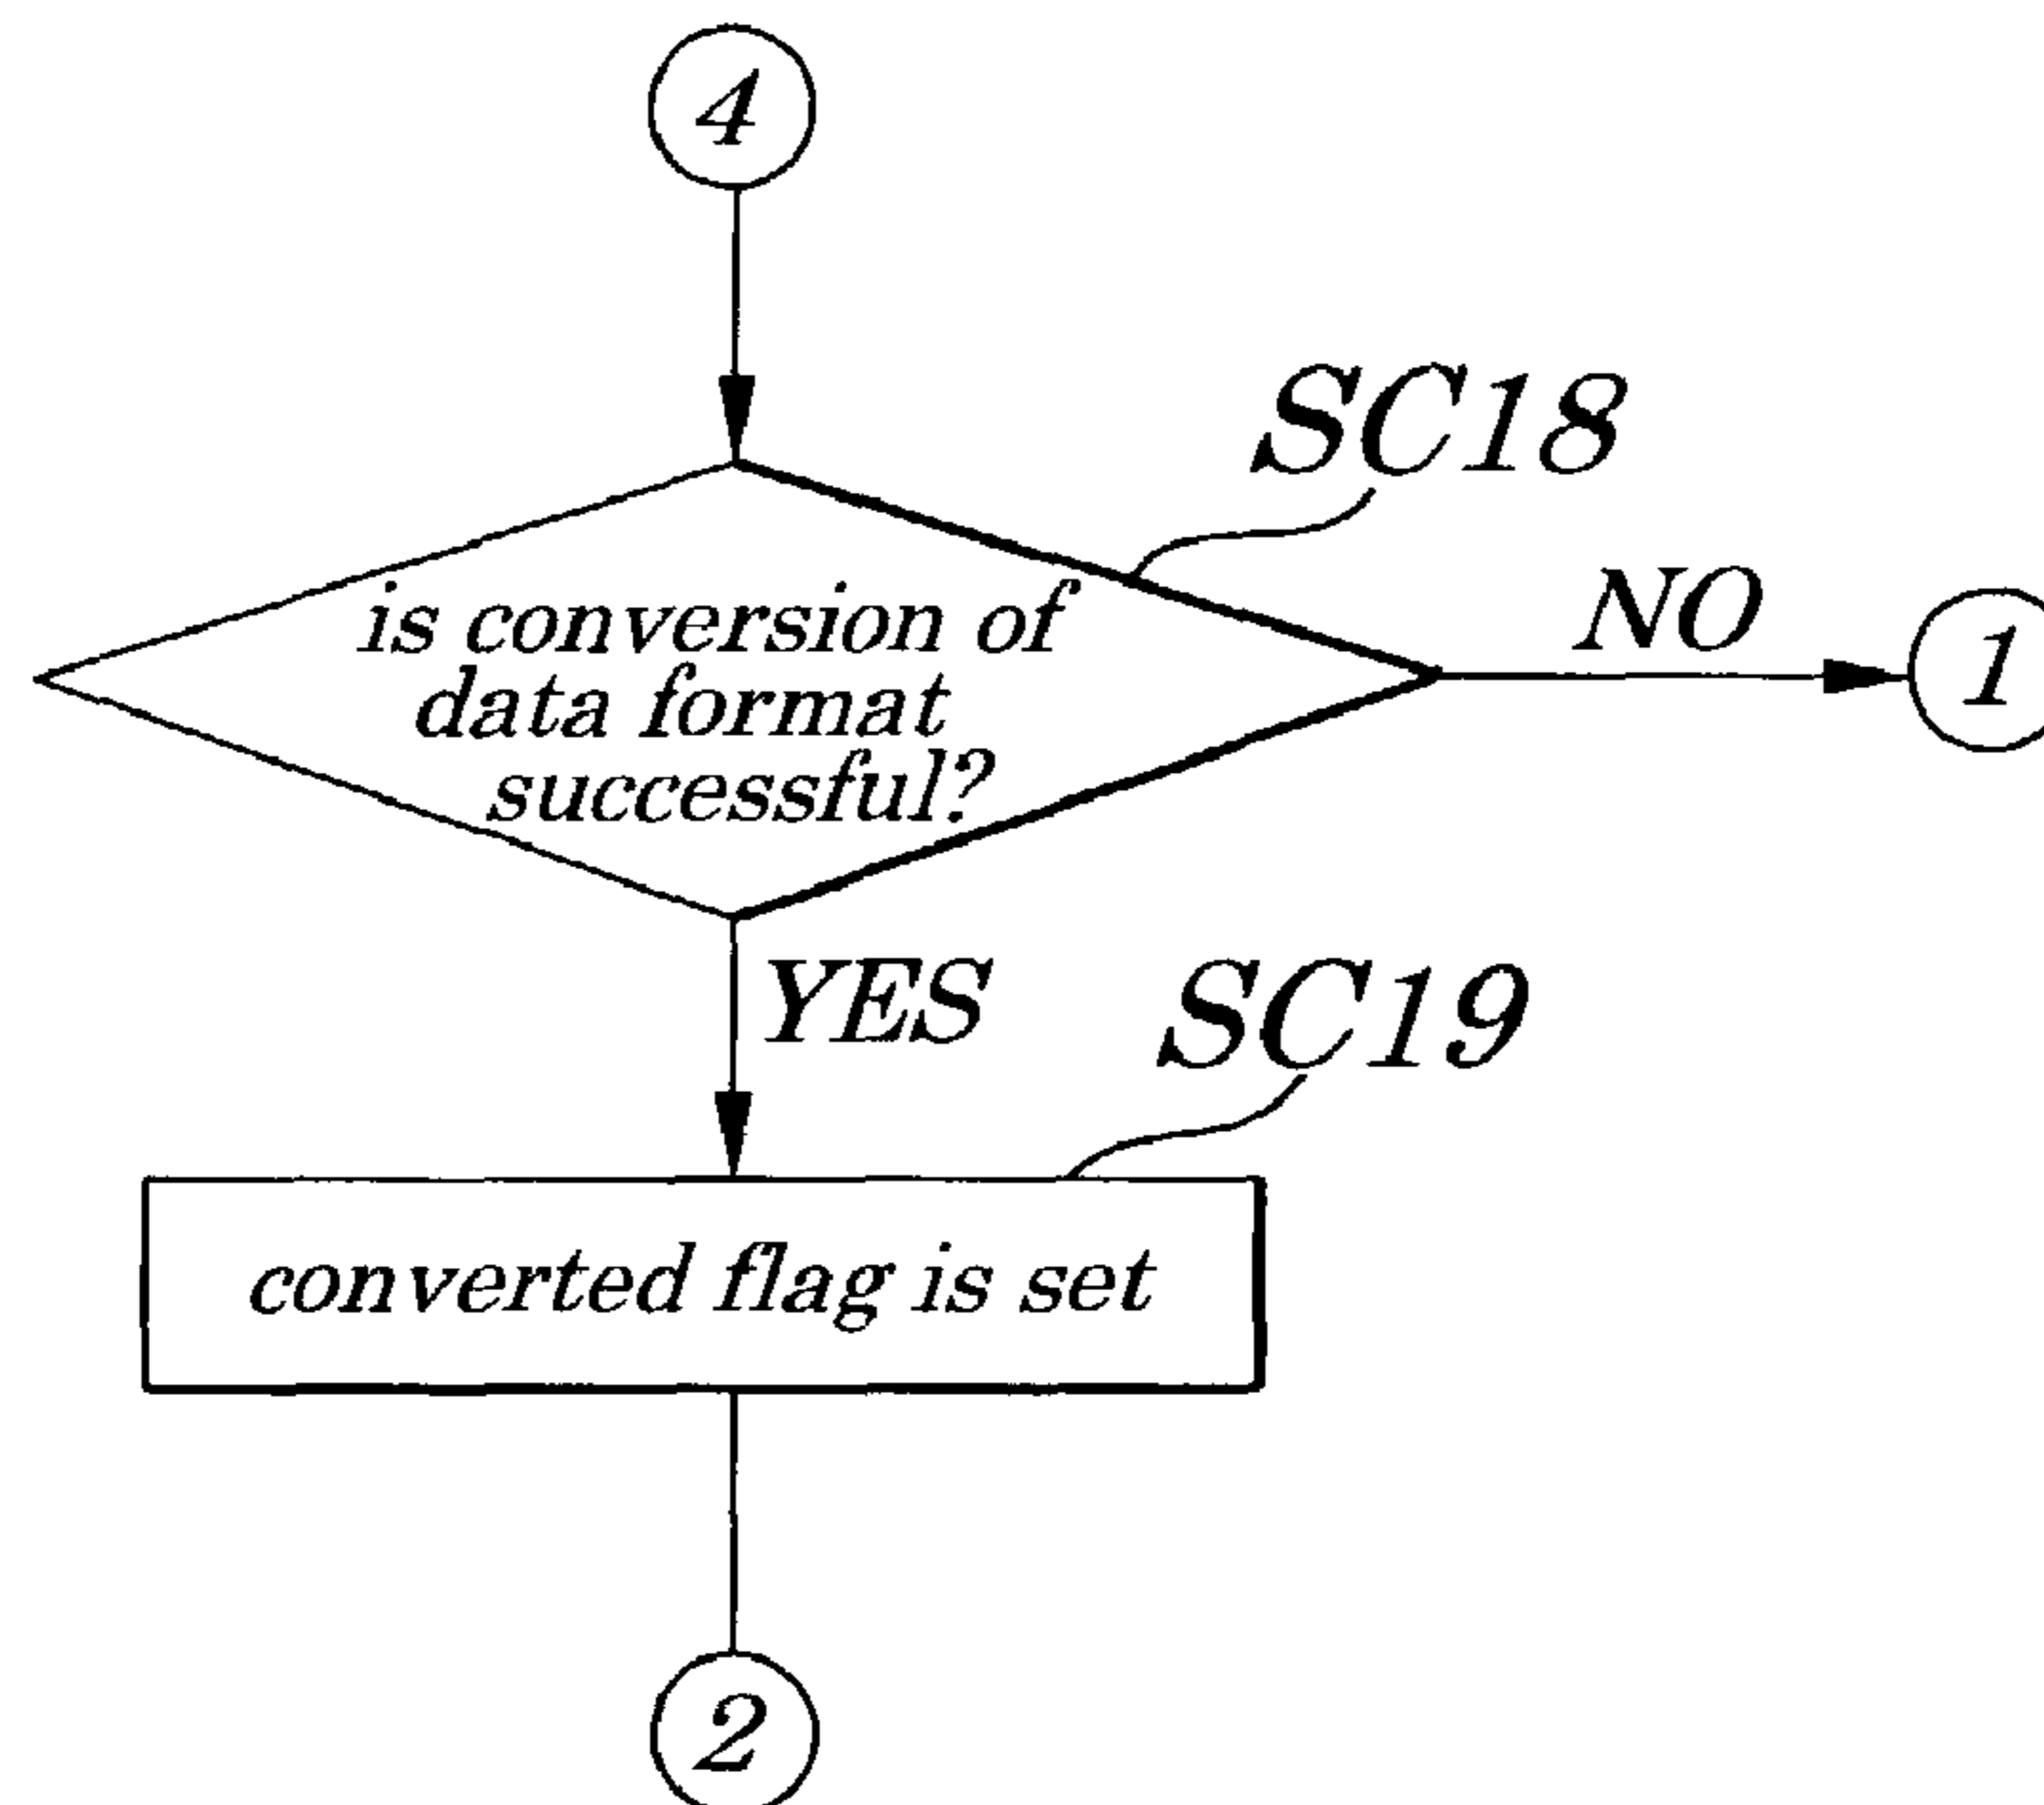 4
SC18
is conversion of
data format
successful?
NO
1
YES
SC19
converted flag is set
2